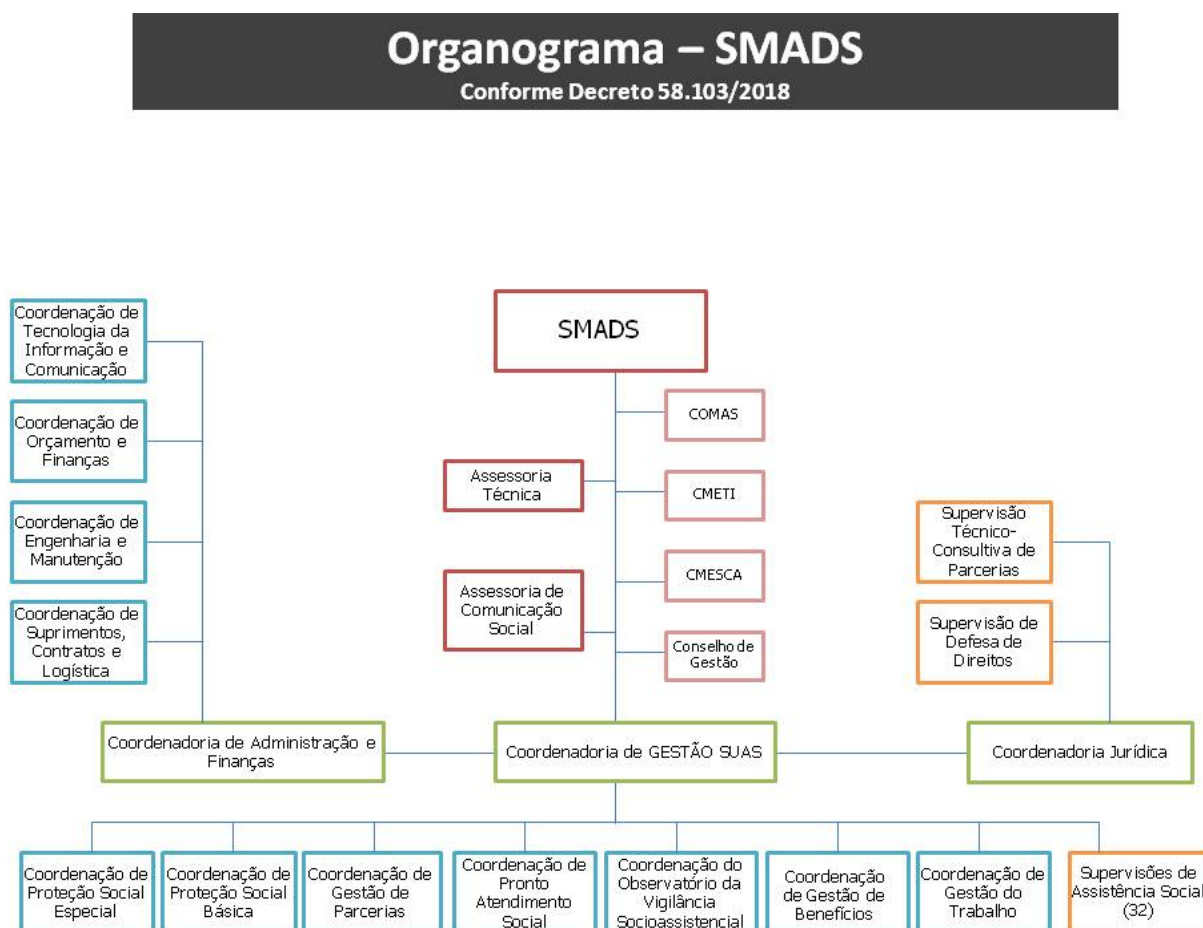 Organograma – SMADS
Conforme Decreto 58.103/2018
Coordenação de
Tecnologia da
Informação e
Comunicação
Coordenação de
Orçamento e
Finanças
Coordenação de
Engenharia e
Manutenção
Coordenação de
Suprimentos,
Contratos e
Logística
SMADS
COMAS
Assessoria
Técnica
CMETI
CMESCA
Assessoria de
Comunicação
Social
Conselho de
Gestão
Supervisão
Técnico-
Consultiva de
Parcerias
Supervisão de
Defesa de
Direitos
Coordenadoria de Administração e
Finanças
Coordenadoria de GESTÃO SUAS
Coordenadoria Jurídica
Coordenação de
Proteção Social
Especial
Coordenação de
Proteção Social
Básica
Coordenação de
Gestão de
Parcerias
Coordenação de
Pronto
Atendimento
Social
Coordenação do
Observatório da
Vigilância
Socioassistencial
Coordenação
de Gestão de
Benefícios
Coordenação de
Gestão do
Trabalho
Supervisões de
Assistência Social
(32)